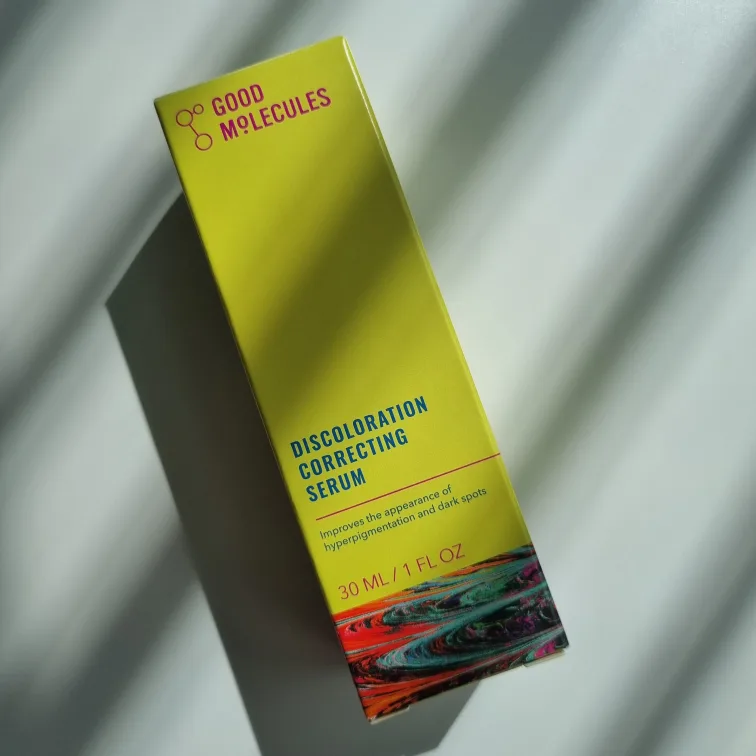 GOOD
MOLECULES
DISCOLORATION
CORRECTING
SERUM
Improves the appearance of
hyperpigmentation and dark spots
30 ML / 1 FL OZ